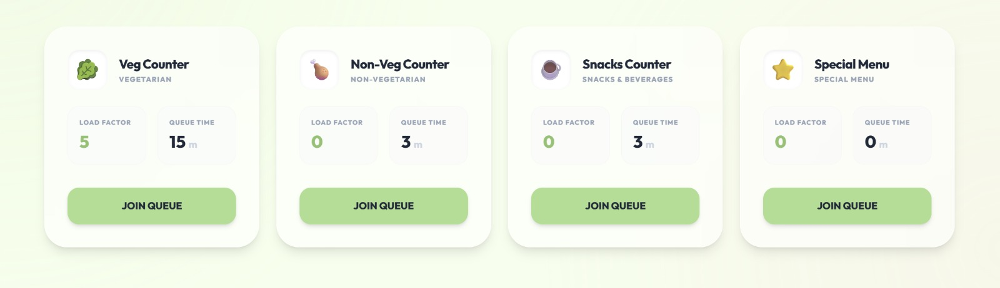 Veg Counter
VEGETARIAN
LOAD FACTOR
5
QUEUE TIME
15 m
JOIN QUEUE
Non-Veg Counter
NON-VEGETARIAN
LOAD FACTOR
0
QUEUE TIME
3 m
JOIN QUEUE
Snacks Counter
SNACKS & BEVERAGES
LOAD FACTOR
0
QUEUE TIME
3 m
JOIN QUEUE
Special Menu
SPECIAL MENU
LOAD FACTOR
0
QUEUE TIME
0 m
JOIN QUEUE